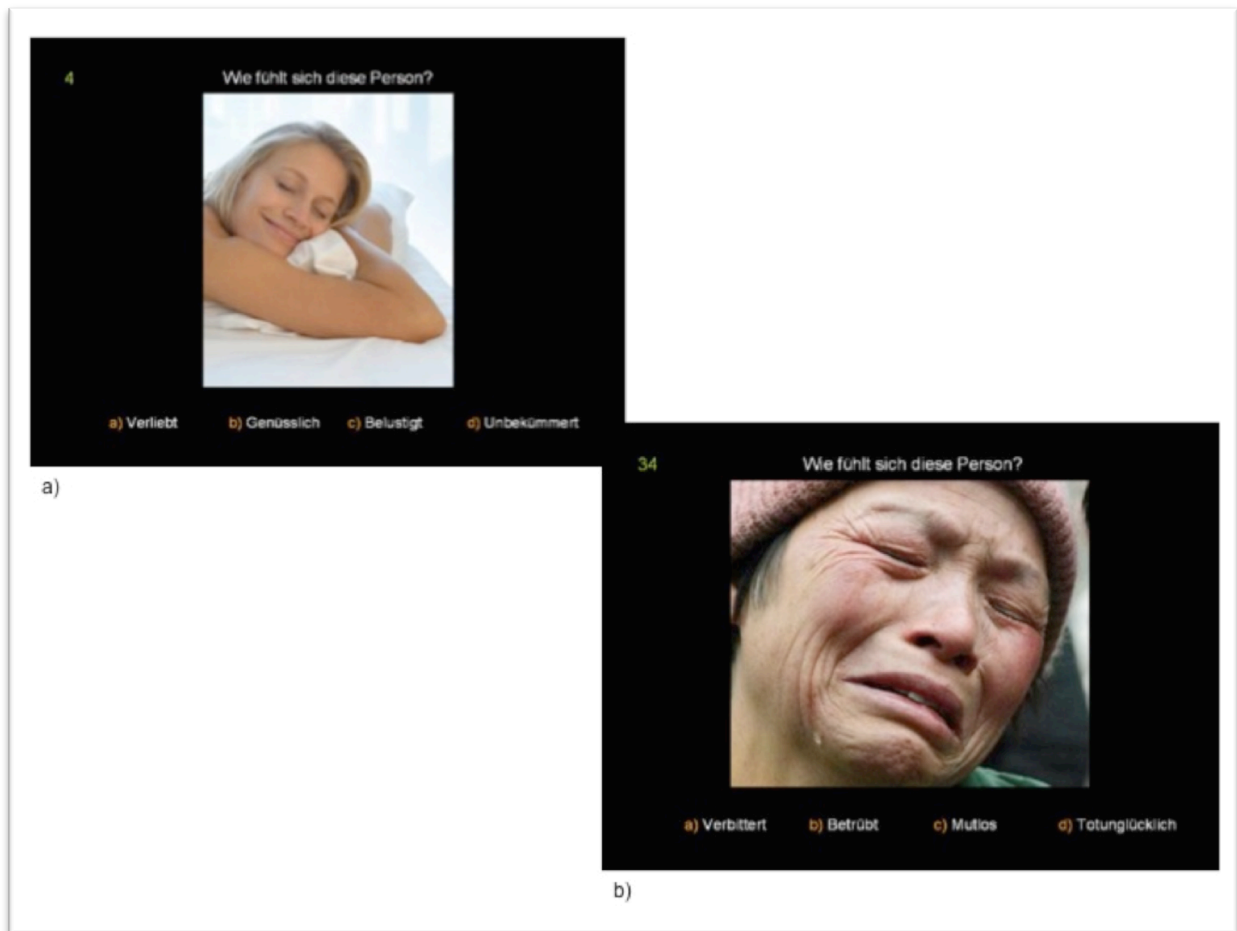 4
Wie fühlt sich diese Person?
a) Verliebt b) Genüsslich c) Belustigt d) Unbekümmert
a)
34
Wie fühlt sich diese Person?
a) Verbittert b) Betrübt c) Mutlos d) Totunglücklich
b)